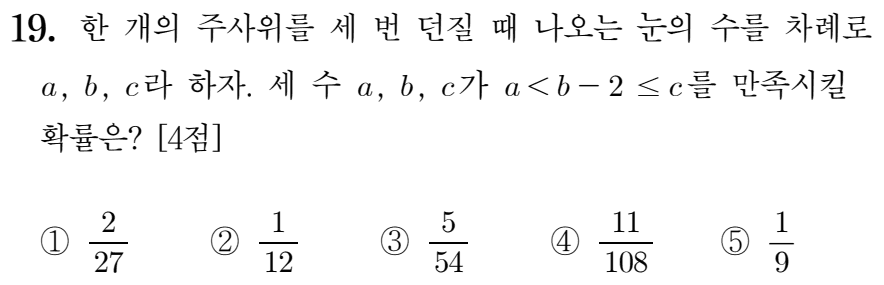 19. 한 개의 주사위를 세 번 던질 때 나오는 눈의 수를 차례로
a, b, c라 하자. 세 수 a, b, c가 a < b − 2 ≤ c를 만족시킬
확률은? [4점]
① 2/27 ② 1/12 ③ 5/54 ④ 11/108 ⑤ 1/9